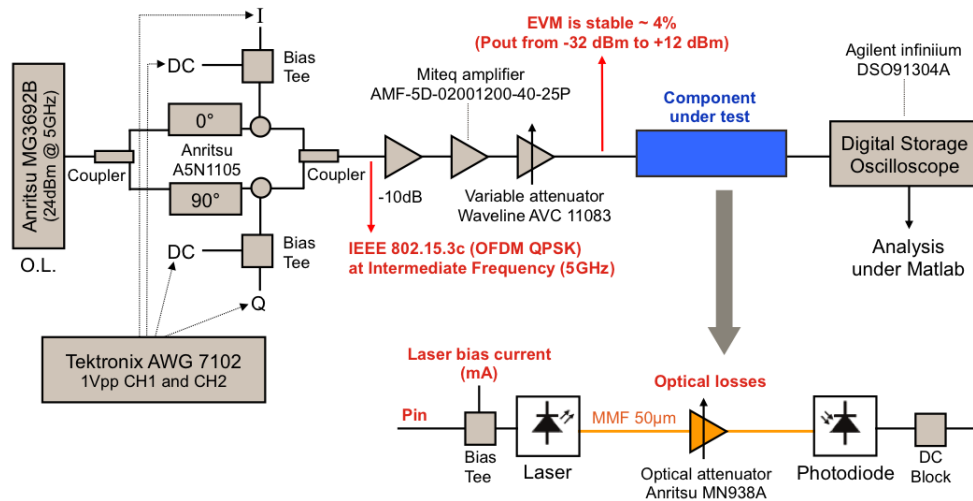 I
Bias
Tee
DC
Anritsu MG3692B
(24dBm @ 5GHz)
O.L.
Coupler
0°
Anritsu
A5N1105
90°
DC
Bias
Tee
Q
Coupler
Tektronix AWG 7102
1Vpp CH1 and CH2
-10dB
Miteq amplifier
AMF-5D-02001200-40-25P
Variable attenuator
Waveline AVC 11083
IEEE 802.15.3c (OFDM QPSK)
at Intermediate Frequency (5GHz)
EVM is stable ~ 4%
(Pout from -32 dBm to +12 dBm)
Component
under test
Agilent infiniium
DSO91304A
Digital Storage
Oscilloscope
Analysis
under Matlab
Laser bias current
(mA)
Pin
Bias
Tee
Laser
MMF 50µm
Optical losses
Optical attenuator
Anritsu MN938A
Photodiode
DC
Block